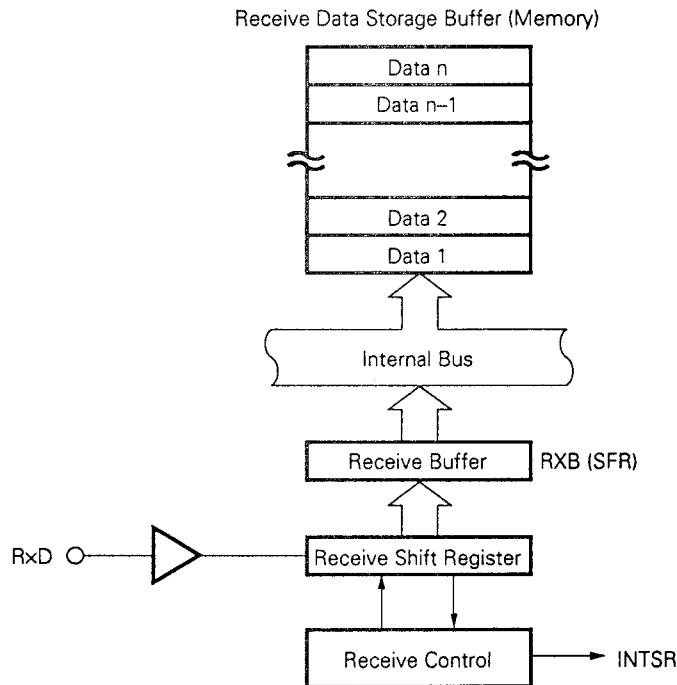 Receive Data Storage Buffer (Memory)
Data n
Data n–1
Data 2
Data 1
Internal Bus
Receive Buffer
RXB (SFR)
RxD
Receive Shift Register
Receive Control
INTSR